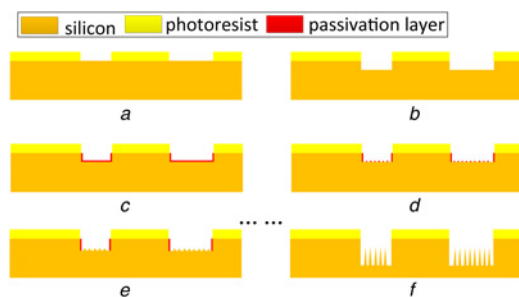 silicon photoresist passivation layer
a b
c d
... ...
e f